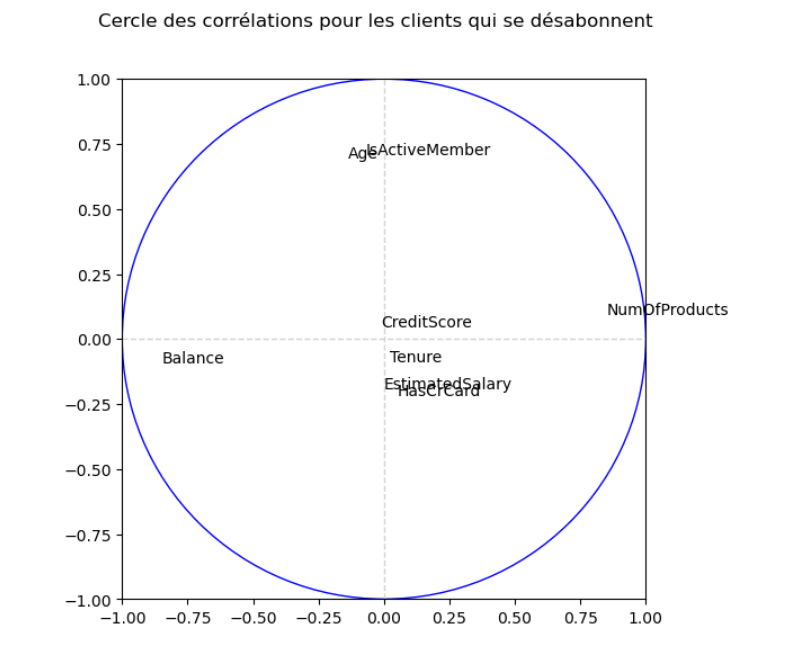 Cercle des corrélations pour les clients qui se désabonnent
1.00
0.75
0.50
0.25
0.00
−0.25
−0.50
−0.75
−1.00
Age
IsActiveMember
NumOfProducts
CreditScore
Balance
Tenure
EstimatedSalary
HasCrCard
−1.00 −0.75 −0.50 −0.25 0.00 0.25 0.50 0.75 1.00